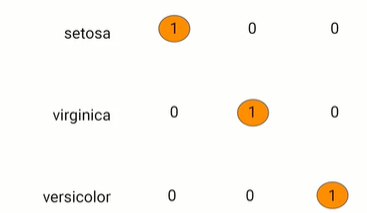 setosa 1 0 0
virginica 0 1 0
versicolor 0 0 1